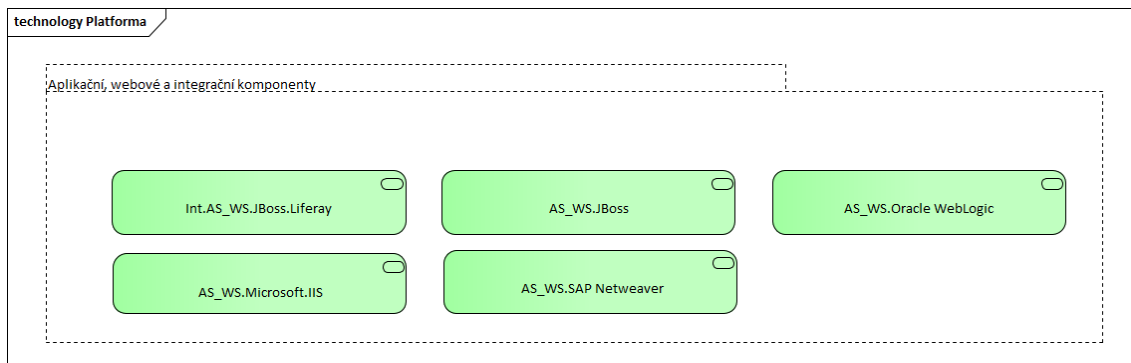 technology Platforma
Aplikační, webové a integrační komponenty
Int.AS_WS.JBoss.Liferay
AS_WS.JBoss
AS_WS.Oracle WebLogic
AS_WS.Microsoft.IIS
AS_WS.SAP Netweaver